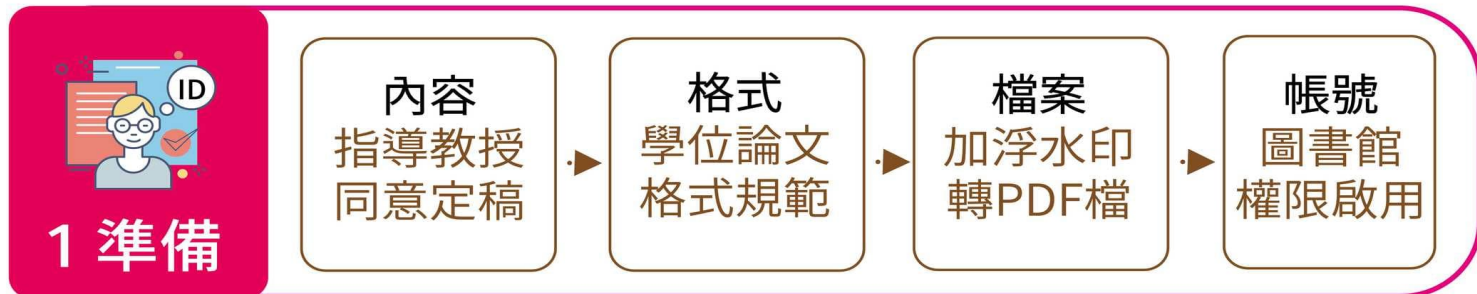 ID
1 準備
內容
指導教授
同意定稿
格式
學位論文
格式規範
檔案
加浮水印
轉PDF檔
帳號
圖書館
權限啟用